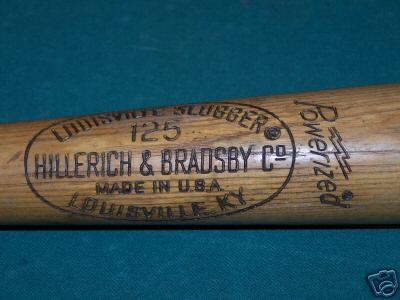 LOUISVILLE SLUGGER®
125
HILLERICH & BRADSBY Cº
MADE IN U.S.A.
LOUISVILLE, KY.
Powerized